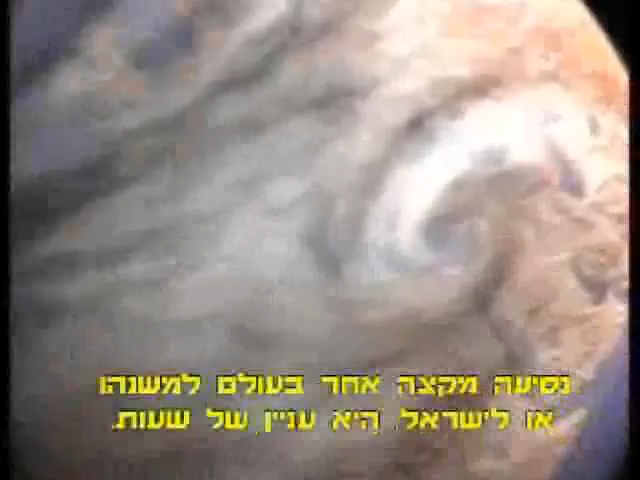 נסיעה מקצה אחד בעולם למשנהו
או לישראל, היא עניין של שעות.